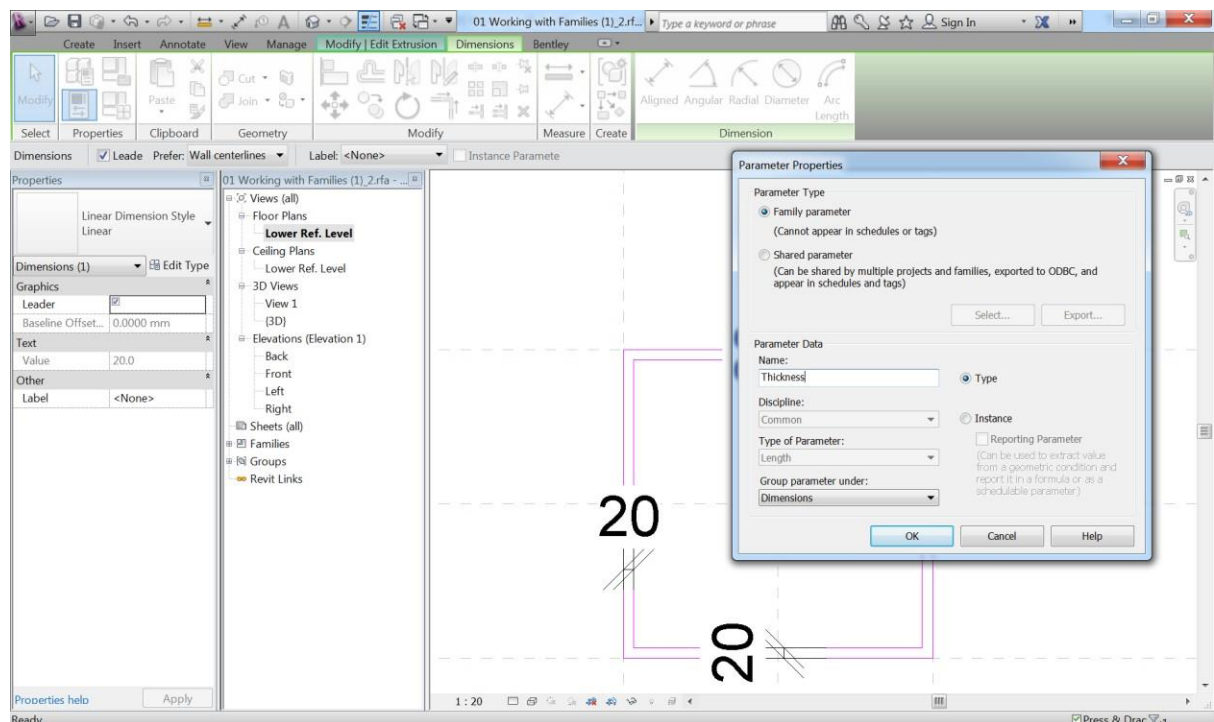 01 Working with Families (1)_2.rf...
Type a keyword or phrase
Sign In
Create Insert Annotate View Manage Modify | Edit Extrusion Dimensions Bentley
Modify
Paste
Cut
Join
Aligned Angular Radial Diameter Arc Length
Select Properties Clipboard Geometry Modify Measure Create Dimension
Dimensions Leade Prefer: Wall centerlines Label: <None> Instance Paramete
Properties
Linear Dimension Style
Linear
Dimensions (1) Edit Type
Graphics
Leader
Baseline Offset... 0.0000 mm
Text
Value 20.0
Other
Label <None>
Properties help Apply
01 Working with Families (1)_2.rfa - ...
Views (all)
Floor Plans
Lower Ref. Level
Ceiling Plans
Lower Ref. Level
3D Views
View 1
{3D}
Elevations (Elevation 1)
Back
Front
Left
Right
Sheets (all)
Families
Groups
Revit Links
20
20
Parameter Properties
Parameter Type
Family parameter
(Cannot appear in schedules or tags)
Shared parameter
(Can be shared by multiple projects and families, exported to ODBC, and
appear in schedules and tags)
Select... Export...
Parameter Data
Name:
Thickness
Type
Discipline:
Common
Instance
Type of Parameter:
Reporting Parameter
Length
(Can be used to extract value
from a geometric condition and
report it in a formula or as a
schedulable parameter)
Group parameter under:
Dimensions
OK Cancel Help
1 : 20
Ready
Press & Drac